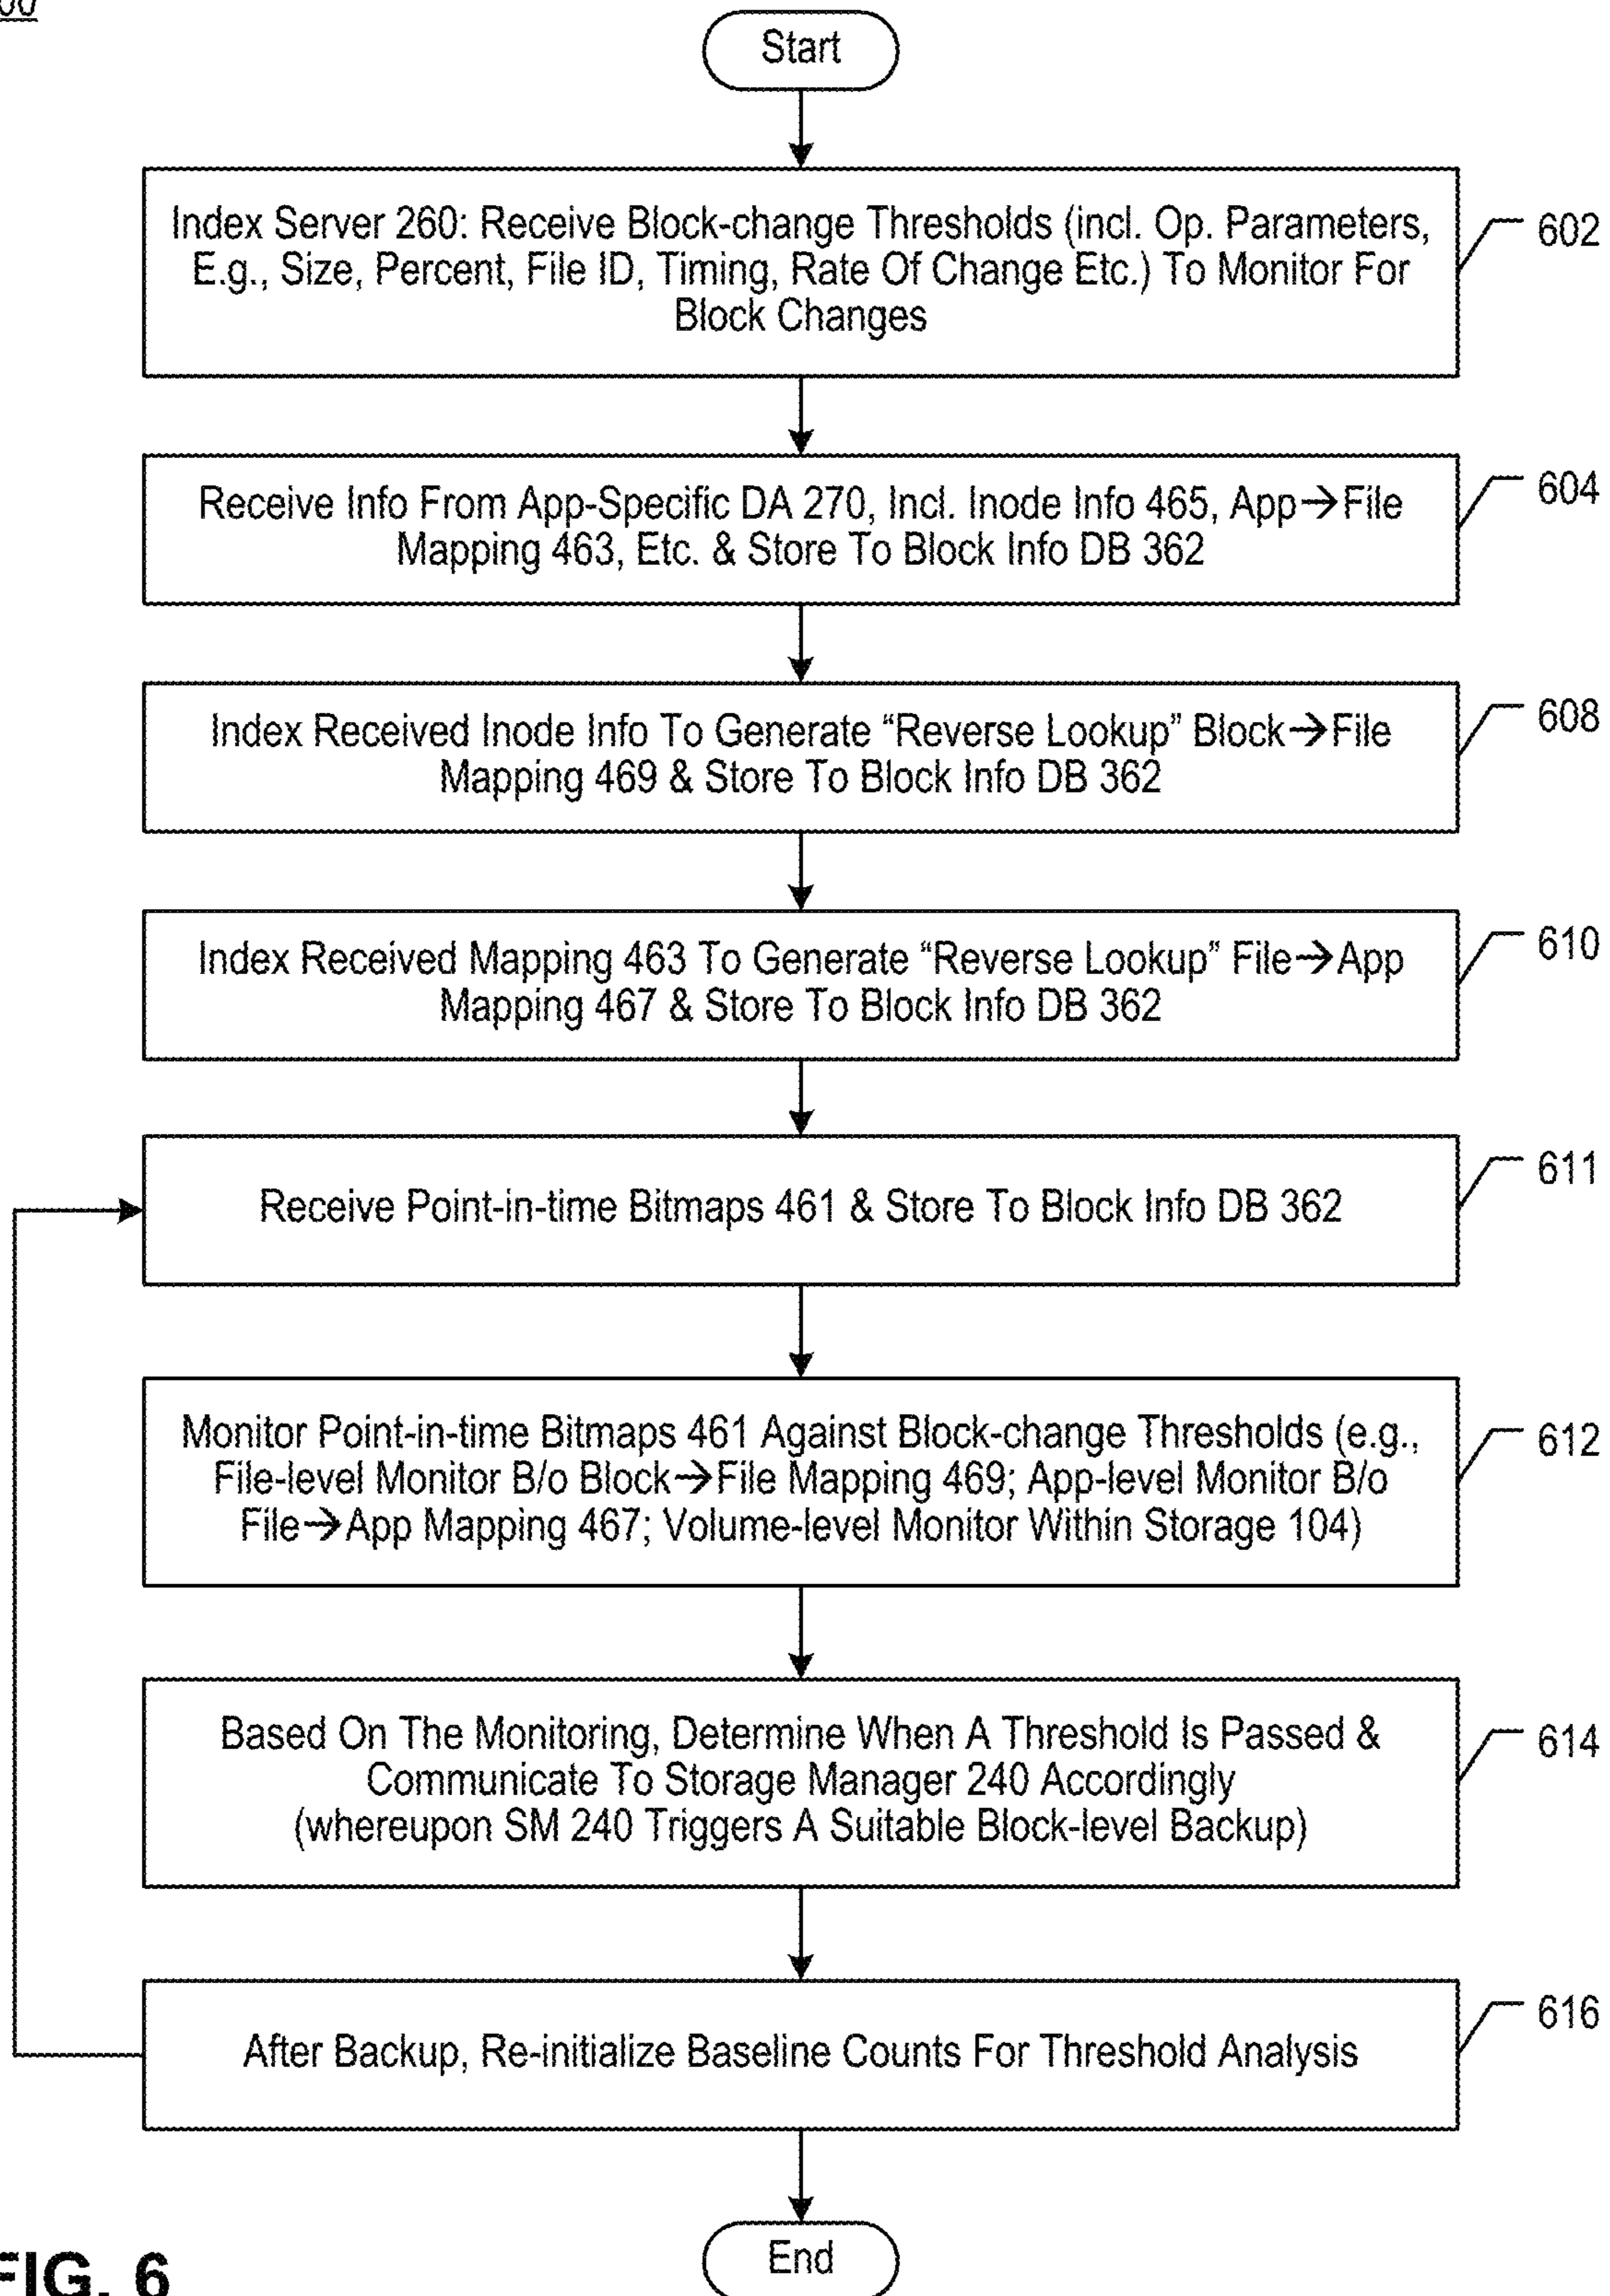 Start
Index Server 260: Receive Block-change Thresholds (incl. Op. Parameters,
E.g., Size, Percent, File ID, Timing, Rate Of Change Etc.) To Monitor For
Block Changes
602
Receive Info From App-Specific DA 270, Incl. Inode Info 465, App→File
Mapping 463, Etc. & Store To Block Info DB 362
604
Index Received Inode Info To Generate “Reverse Lookup” Block→File
Mapping 469 & Store To Block Info DB 362
608
Index Received Mapping 463 To Generate “Reverse Lookup” File→App
Mapping 467 & Store To Block Info DB 362
610
Receive Point-in-time Bitmaps 461 & Store To Block Info DB 362
611
Monitor Point-in-time Bitmaps 461 Against Block-change Thresholds (e.g.,
File-level Monitor B/o Block→File Mapping 469; App-level Monitor B/o
File→App Mapping 467; Volume-level Monitor Within Storage 104)
612
Based On The Monitoring, Determine When A Threshold Is Passed &
Communicate To Storage Manager 240 Accordingly
(whereupon SM 240 Triggers A Suitable Block-level Backup)
614
After Backup, Re-initialize Baseline Counts For Threshold Analysis
616
End
FIG. 6